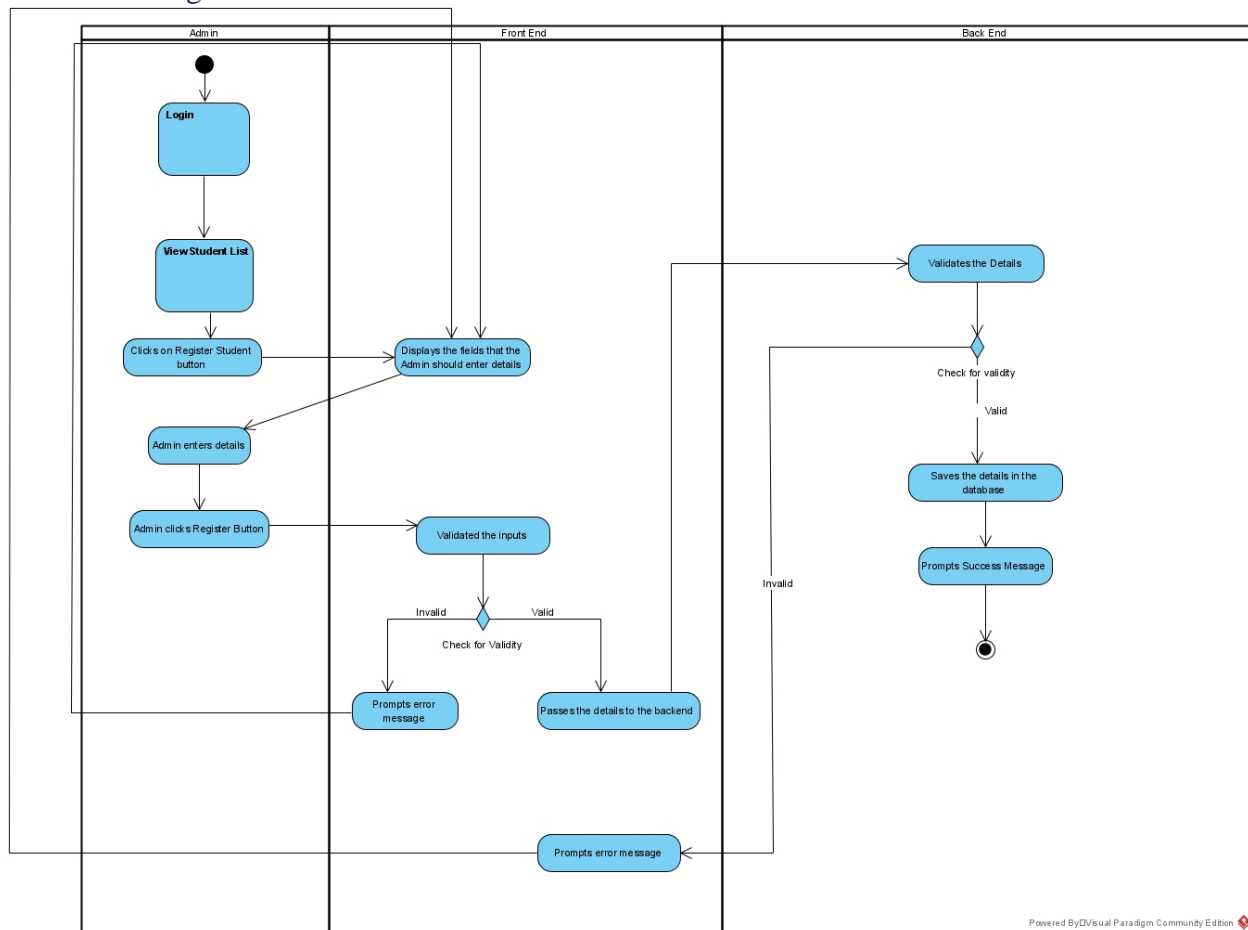 Admin
Front End
Back End
Login
View Student List
Clicks on Register Student
button
Displays the fields that the
Admin should enter details
Validates the Details
Check for validity
Valid
Admin enters details
Saves the details in the
database
Admin clicks Register Button
Validated the inputs
Prompts Success Message
Invalid
Invalid
Valid
Check for Validity
Prompts error
message
Passes the details to the backend
Prompts error message
Powered By Visual Paradigm Community Edition